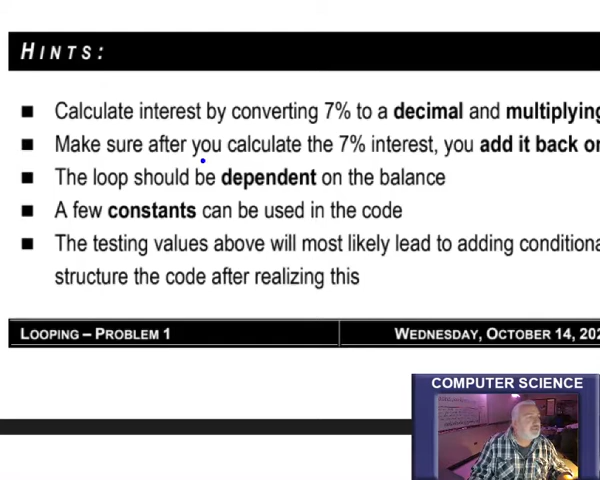 HINTS:
Calculate interest by converting 7% to a decimal and multiplying
Make sure after you calculate the 7% interest, you add it back
The loop should be dependent on the balance
A few constants can be used in the code
The testing values above will most likely lead to adding
structure the code after realizing this
LOOPING – PROBLEM 1
WEDNESDAY, OCTOBER 14,
COMPUTER SCIENCE